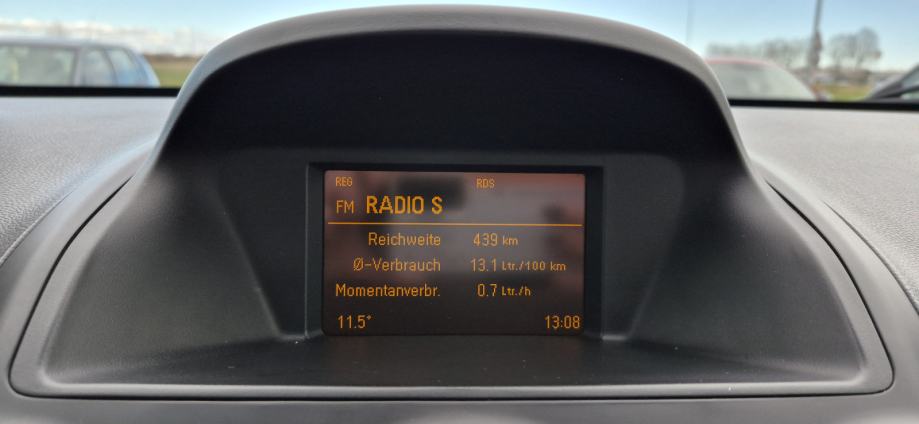 REG RDS
FM RADIO S
Reichweite 439 km
Ø-Verbrauch 13.1 Ltr./100 km
Momentanverbr. 0.7 Ltr./h
11.5° 13:08